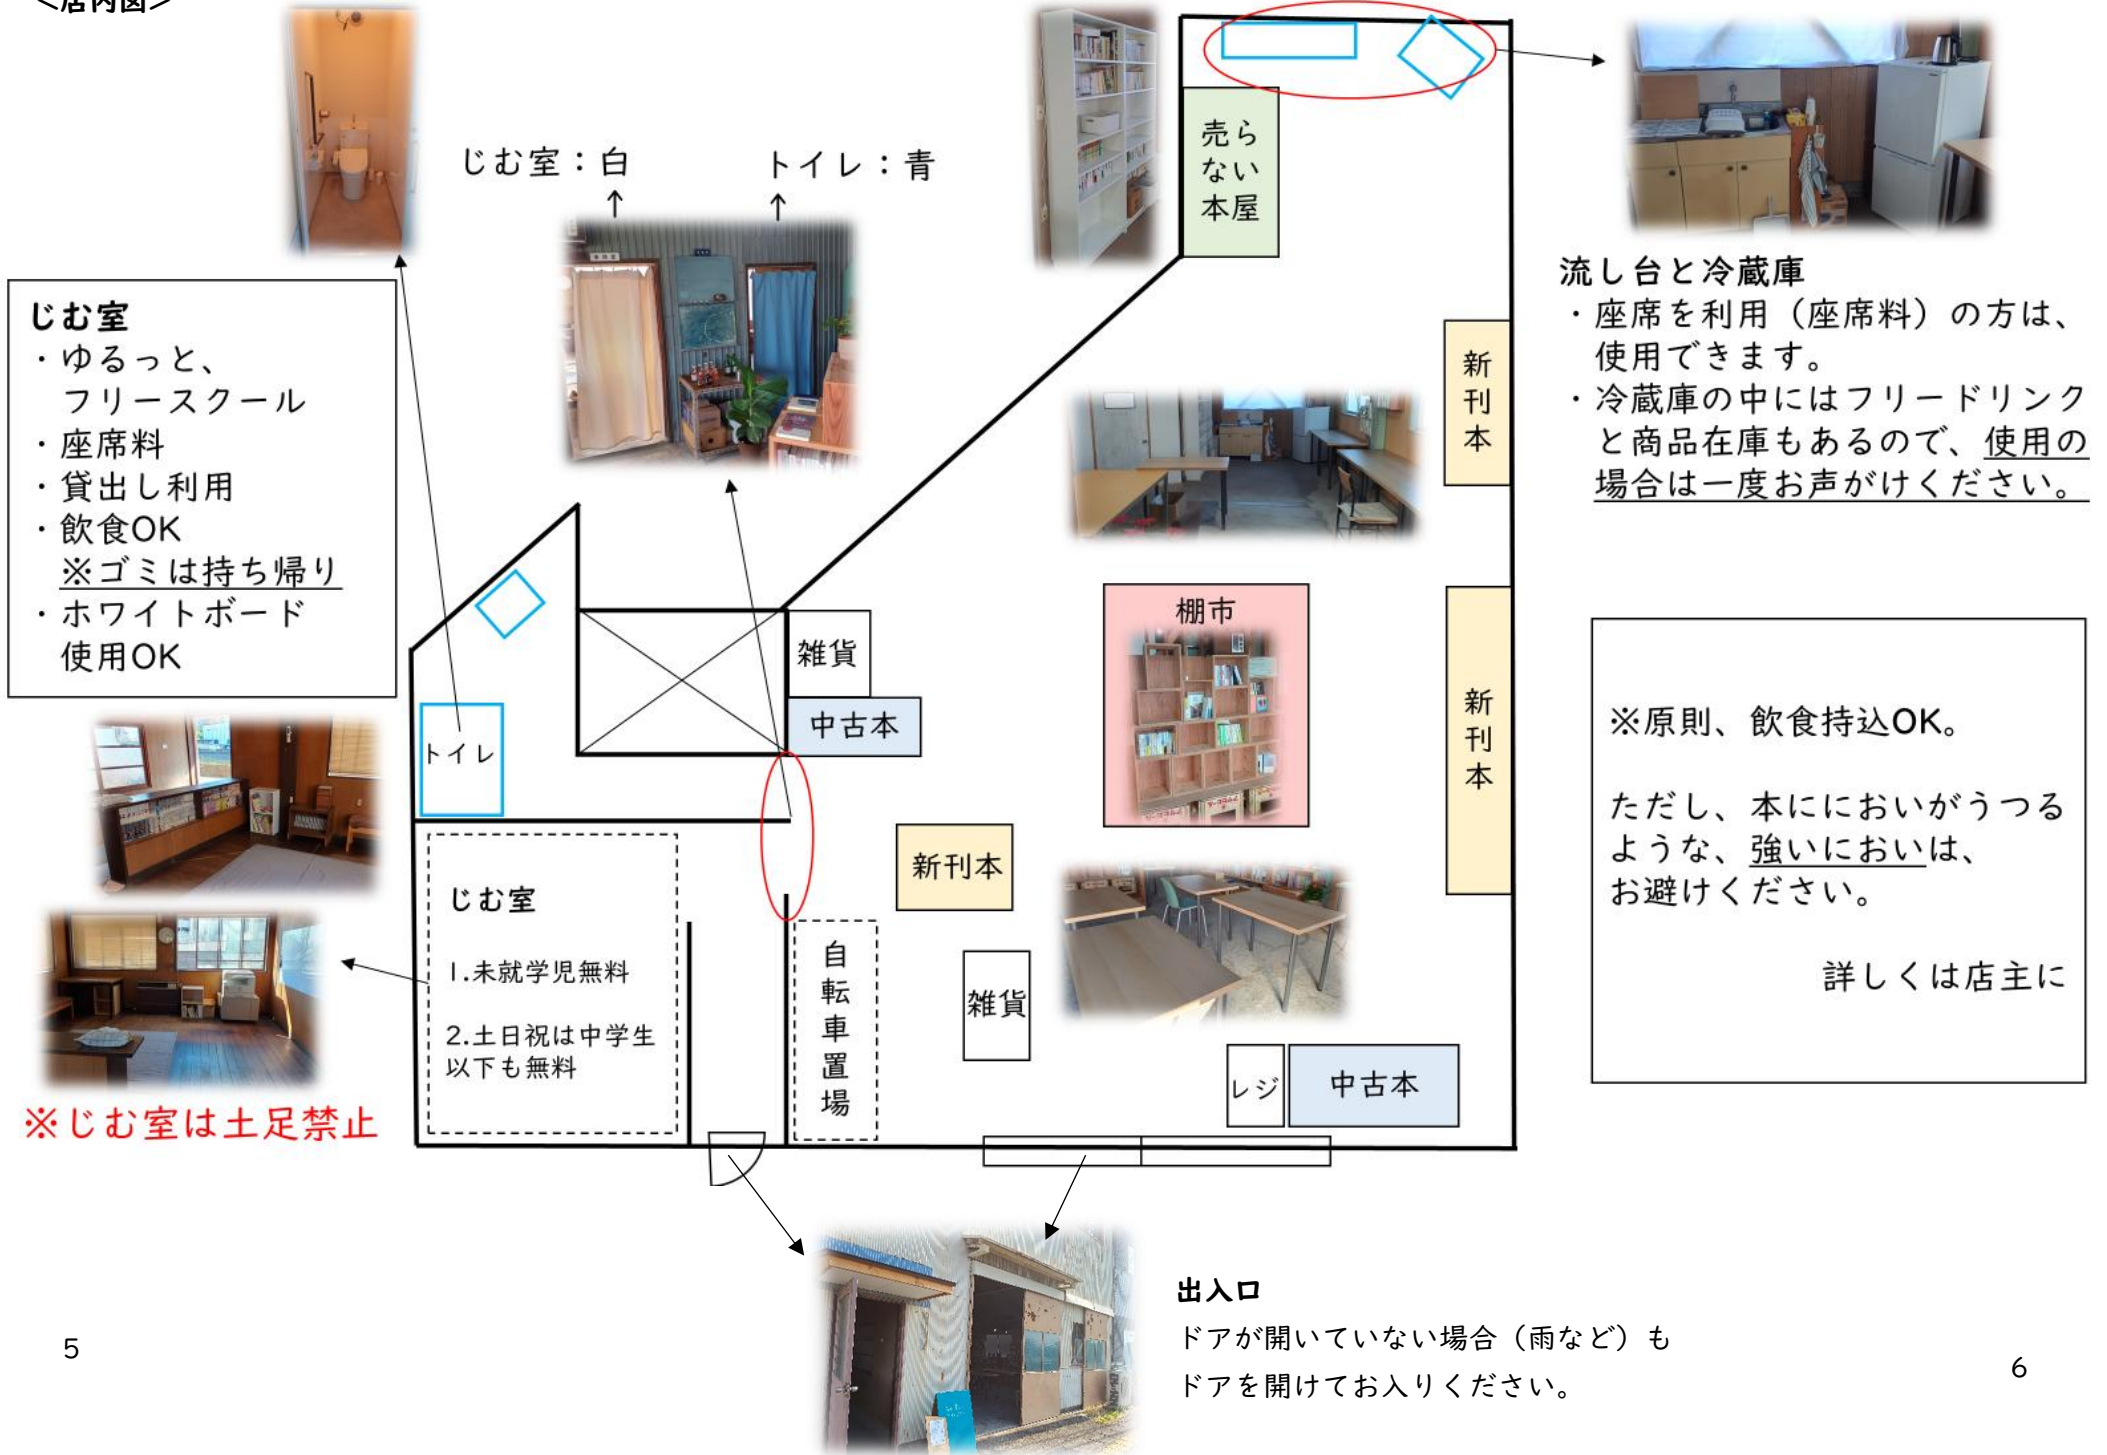 <店内図>
じむ室：白
トイレ：青
↑
↑
じむ室
・ゆるっと、
フリースクール
・座席料
・貸出し利用
・飲食OK
※ゴミは持ち帰り
・ホワイトボード
使用OK
売ら
ない
本屋
流し台と冷蔵庫
・座席を利用（座席料）の方は、
使用できます。
・冷蔵庫の中にはフリードリンク
と商品在庫もあるので、使用の
場合は一度お声がけください。
新刊本
棚市
雑貨
中古本
トイレ
新刊本
新刊本
じむ室
1.未就学児無料
2.土日祝は中学生
以下も無料
自転車置場
雑貨
レジ
中古本
※じむ室は土足禁止
※原則、飲食持込OK。
ただし、本ににおいがうつる
ような、強いにおいは、
お避けください。
詳しくは店主に
出入口
ドアが開いていない場合（雨など）も
ドアを開けてお入りください。
5
6